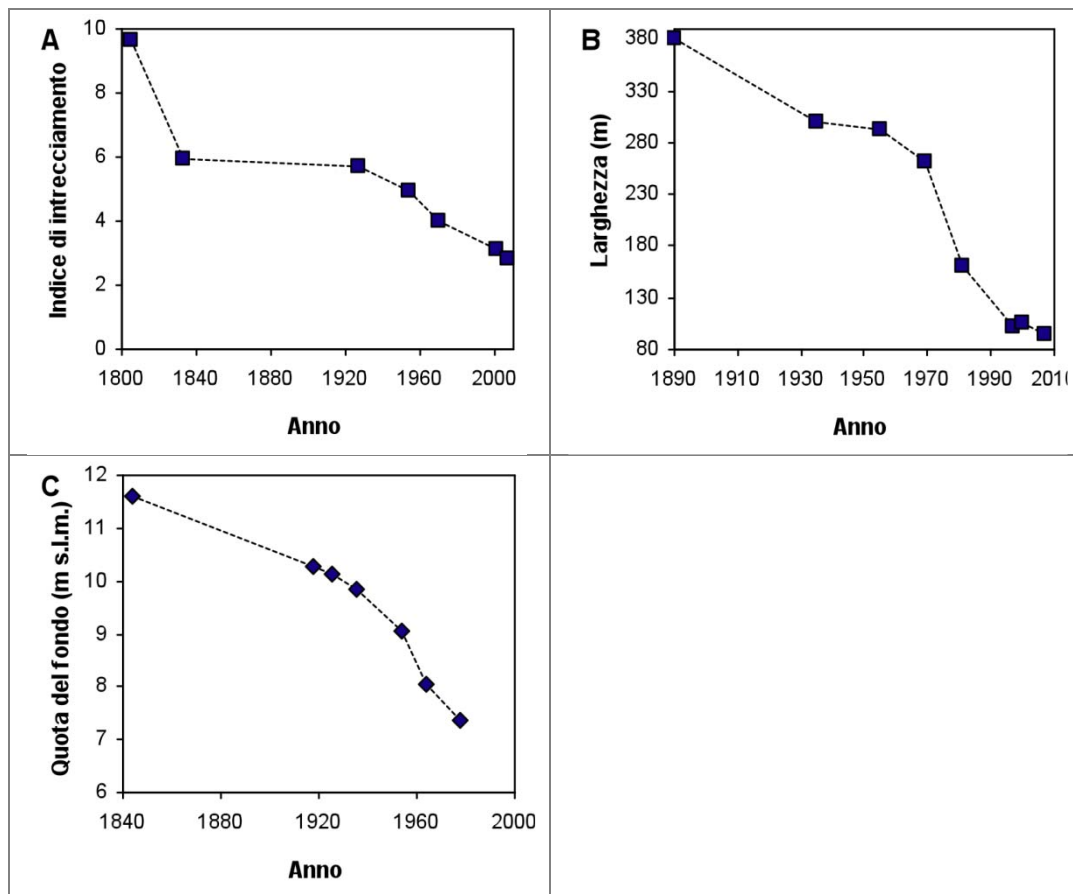 A
Indice di intrecciamento
10
8
6
4
2
0
1800 1840 1880 1920 1960 2000
Anno
B
Larghezza (m)
380
330
280
230
180
130
80
1890 1910 1930 1950 1970 1990 2010
Anno
C
Quota del fondo (m s.l.m.)
12
11
10
9
8
7
6
1840 1880 1920 1960 2000
Anno